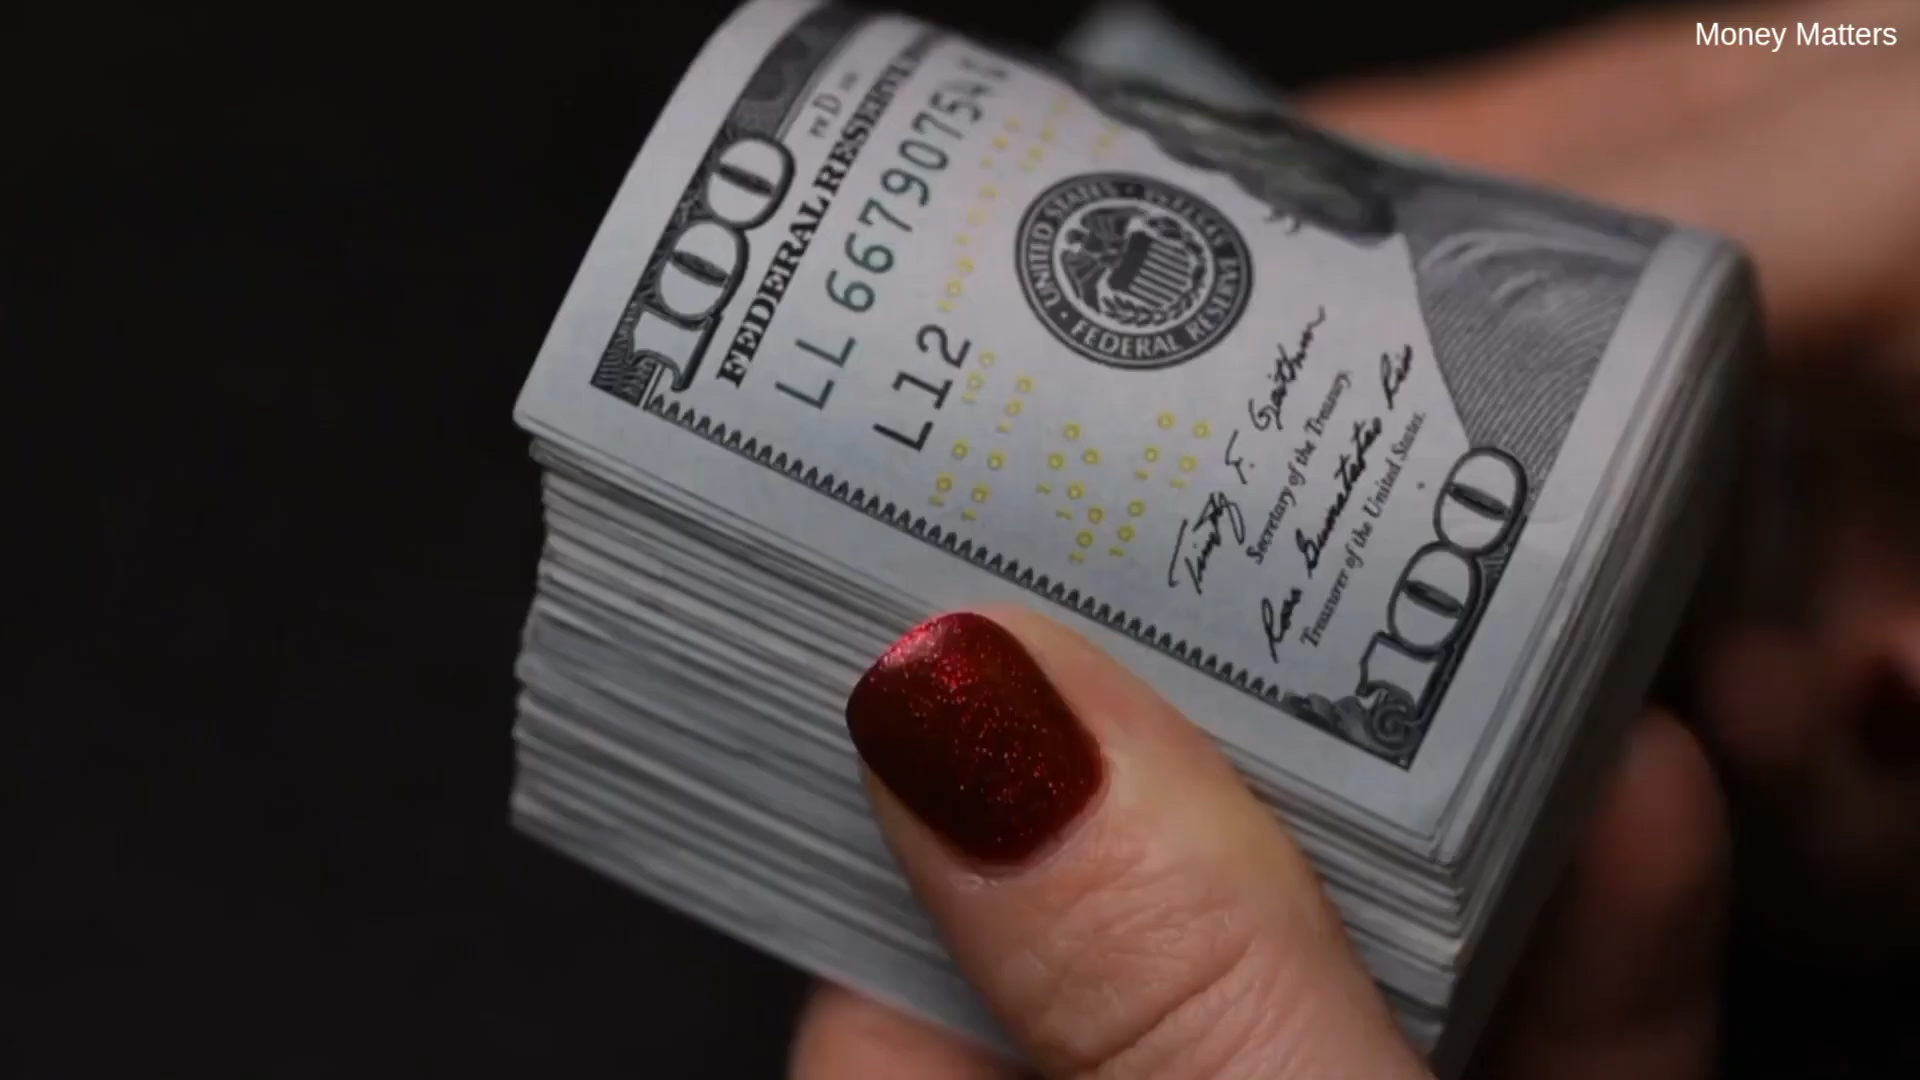 Money Matters
100
FEDERAL RESERVE
LL 66790754
L12
UNITED STATES
FEDERAL RESERVE
Secretary of the Treasury.
Treasurer of the United States.
100